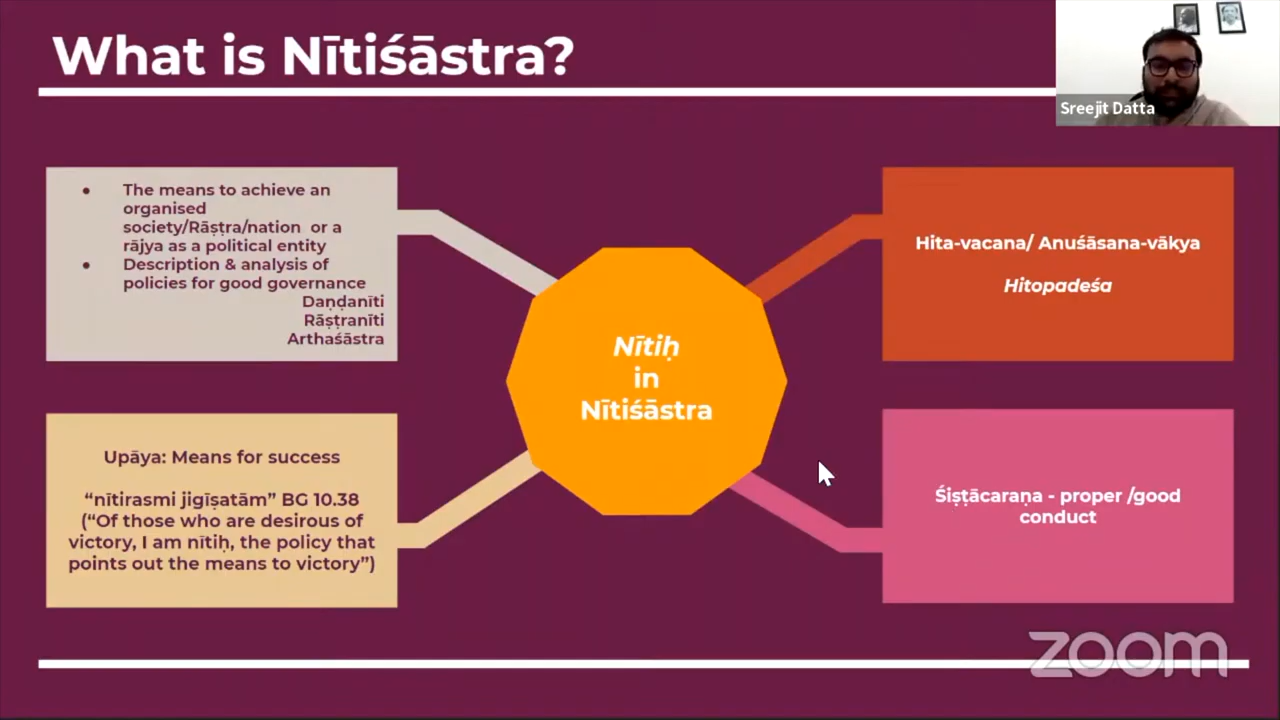 What is Nītiśāstra?
Sreejit Datta
• The means to achieve an
organised
society/Rāṣṭra/nation or a
rājya as a political entity
• Description & analysis of
policies for good governance
Daṇḍanīti
Rāṣṭranīti
Arthaśāstra
Hita-vacana/ Anuśāsana-vākya
Hitopadeśa
Nītiḥ
in
Nītiśāstra
Upāya: Means for success
“nītirasmi jigīṣatām” BG 10.38
(“Of those who are desirous of
victory, I am nītiḥ, the policy that
points out the means to victory”)
Śiṣṭācaraṇa - proper /good
conduct
zoom